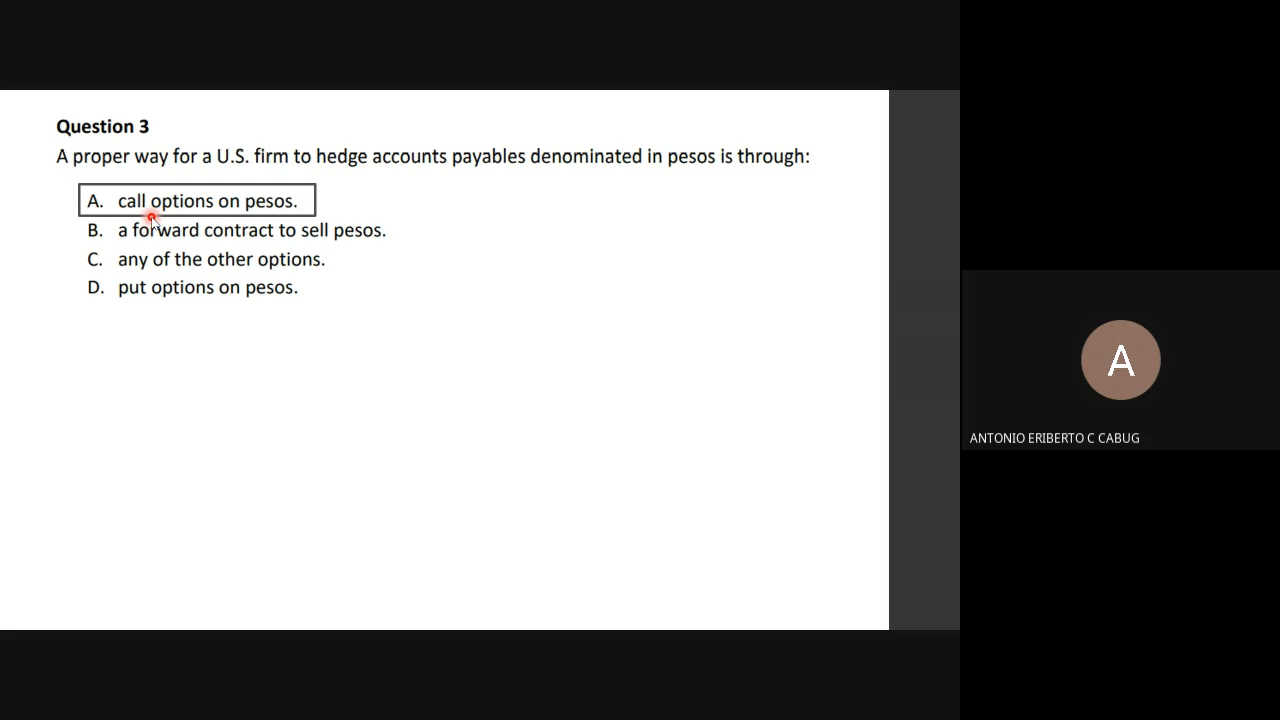 Question 3
A proper way for a U.S. firm to hedge accounts payables denominated in pesos is through:
A. call options on pesos.
B. a forward contract to sell pesos.
C. any of the other options.
D. put options on pesos.
A
ANTONIO ERIBERTO C CABUG